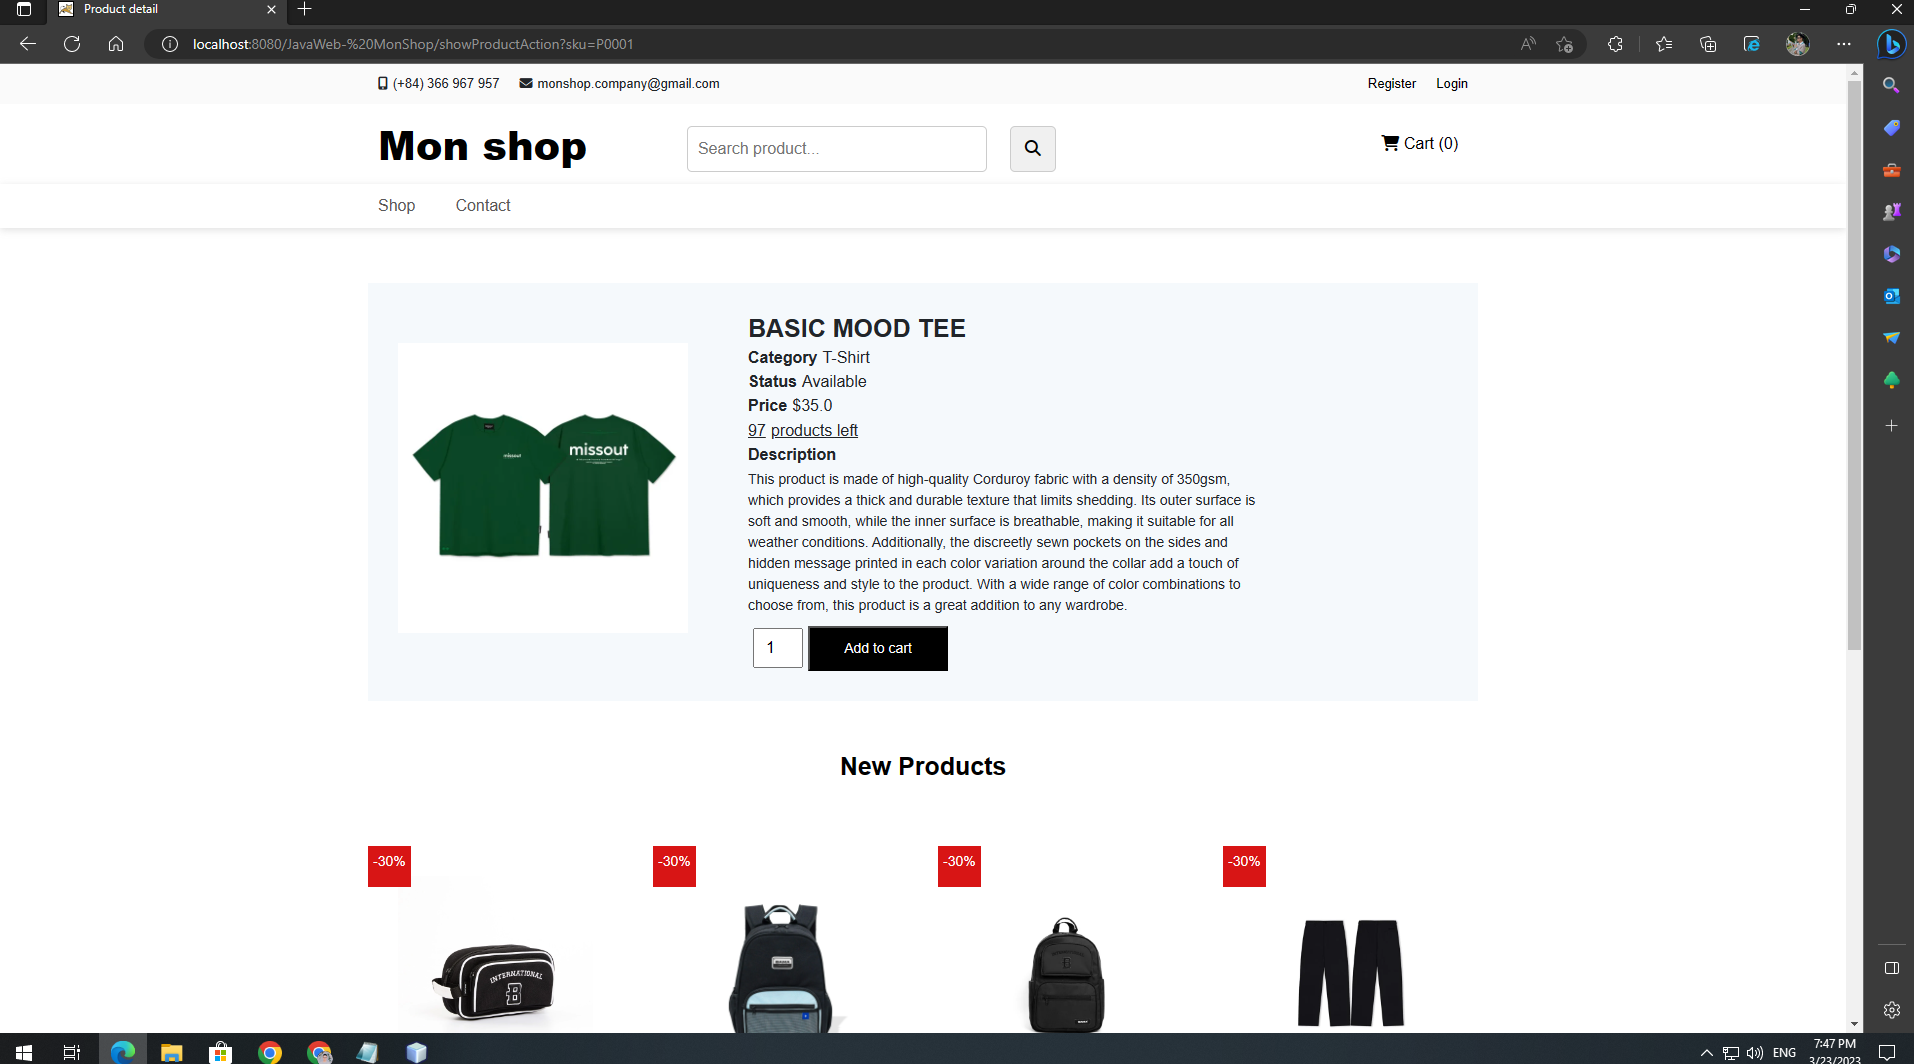 Product detail
localhost:8080/JavaWeb-%20MonShop/showProductAction?sku=P0001
(+84) 366 967 957 monshop.company@gmail.com Register Login
Mon shop Search product... Cart (0)
Shop Contact
BASIC MOOD TEE
Category T-Shirt
Status Available
Price $35.0
97 products left
Description
This product is made of high-quality Corduroy fabric with a density of 350gsm,
which provides a thick and durable texture that limits shedding. Its outer surface is
soft and smooth, while the inner surface is breathable, making it suitable for all
weather conditions. Additionally, the discreetly sewn pockets on the sides and
hidden message printed in each color variation around the collar add a touch of
uniqueness and style to the product. With a wide range of color combinations to
choose from, this product is a great addition to any wardrobe.
missout
missout
1 Add to cart
New Products
-30% -30% -30% -30%
INTERNATIONAL
B
ENG
7:47 PM
3/23/2023